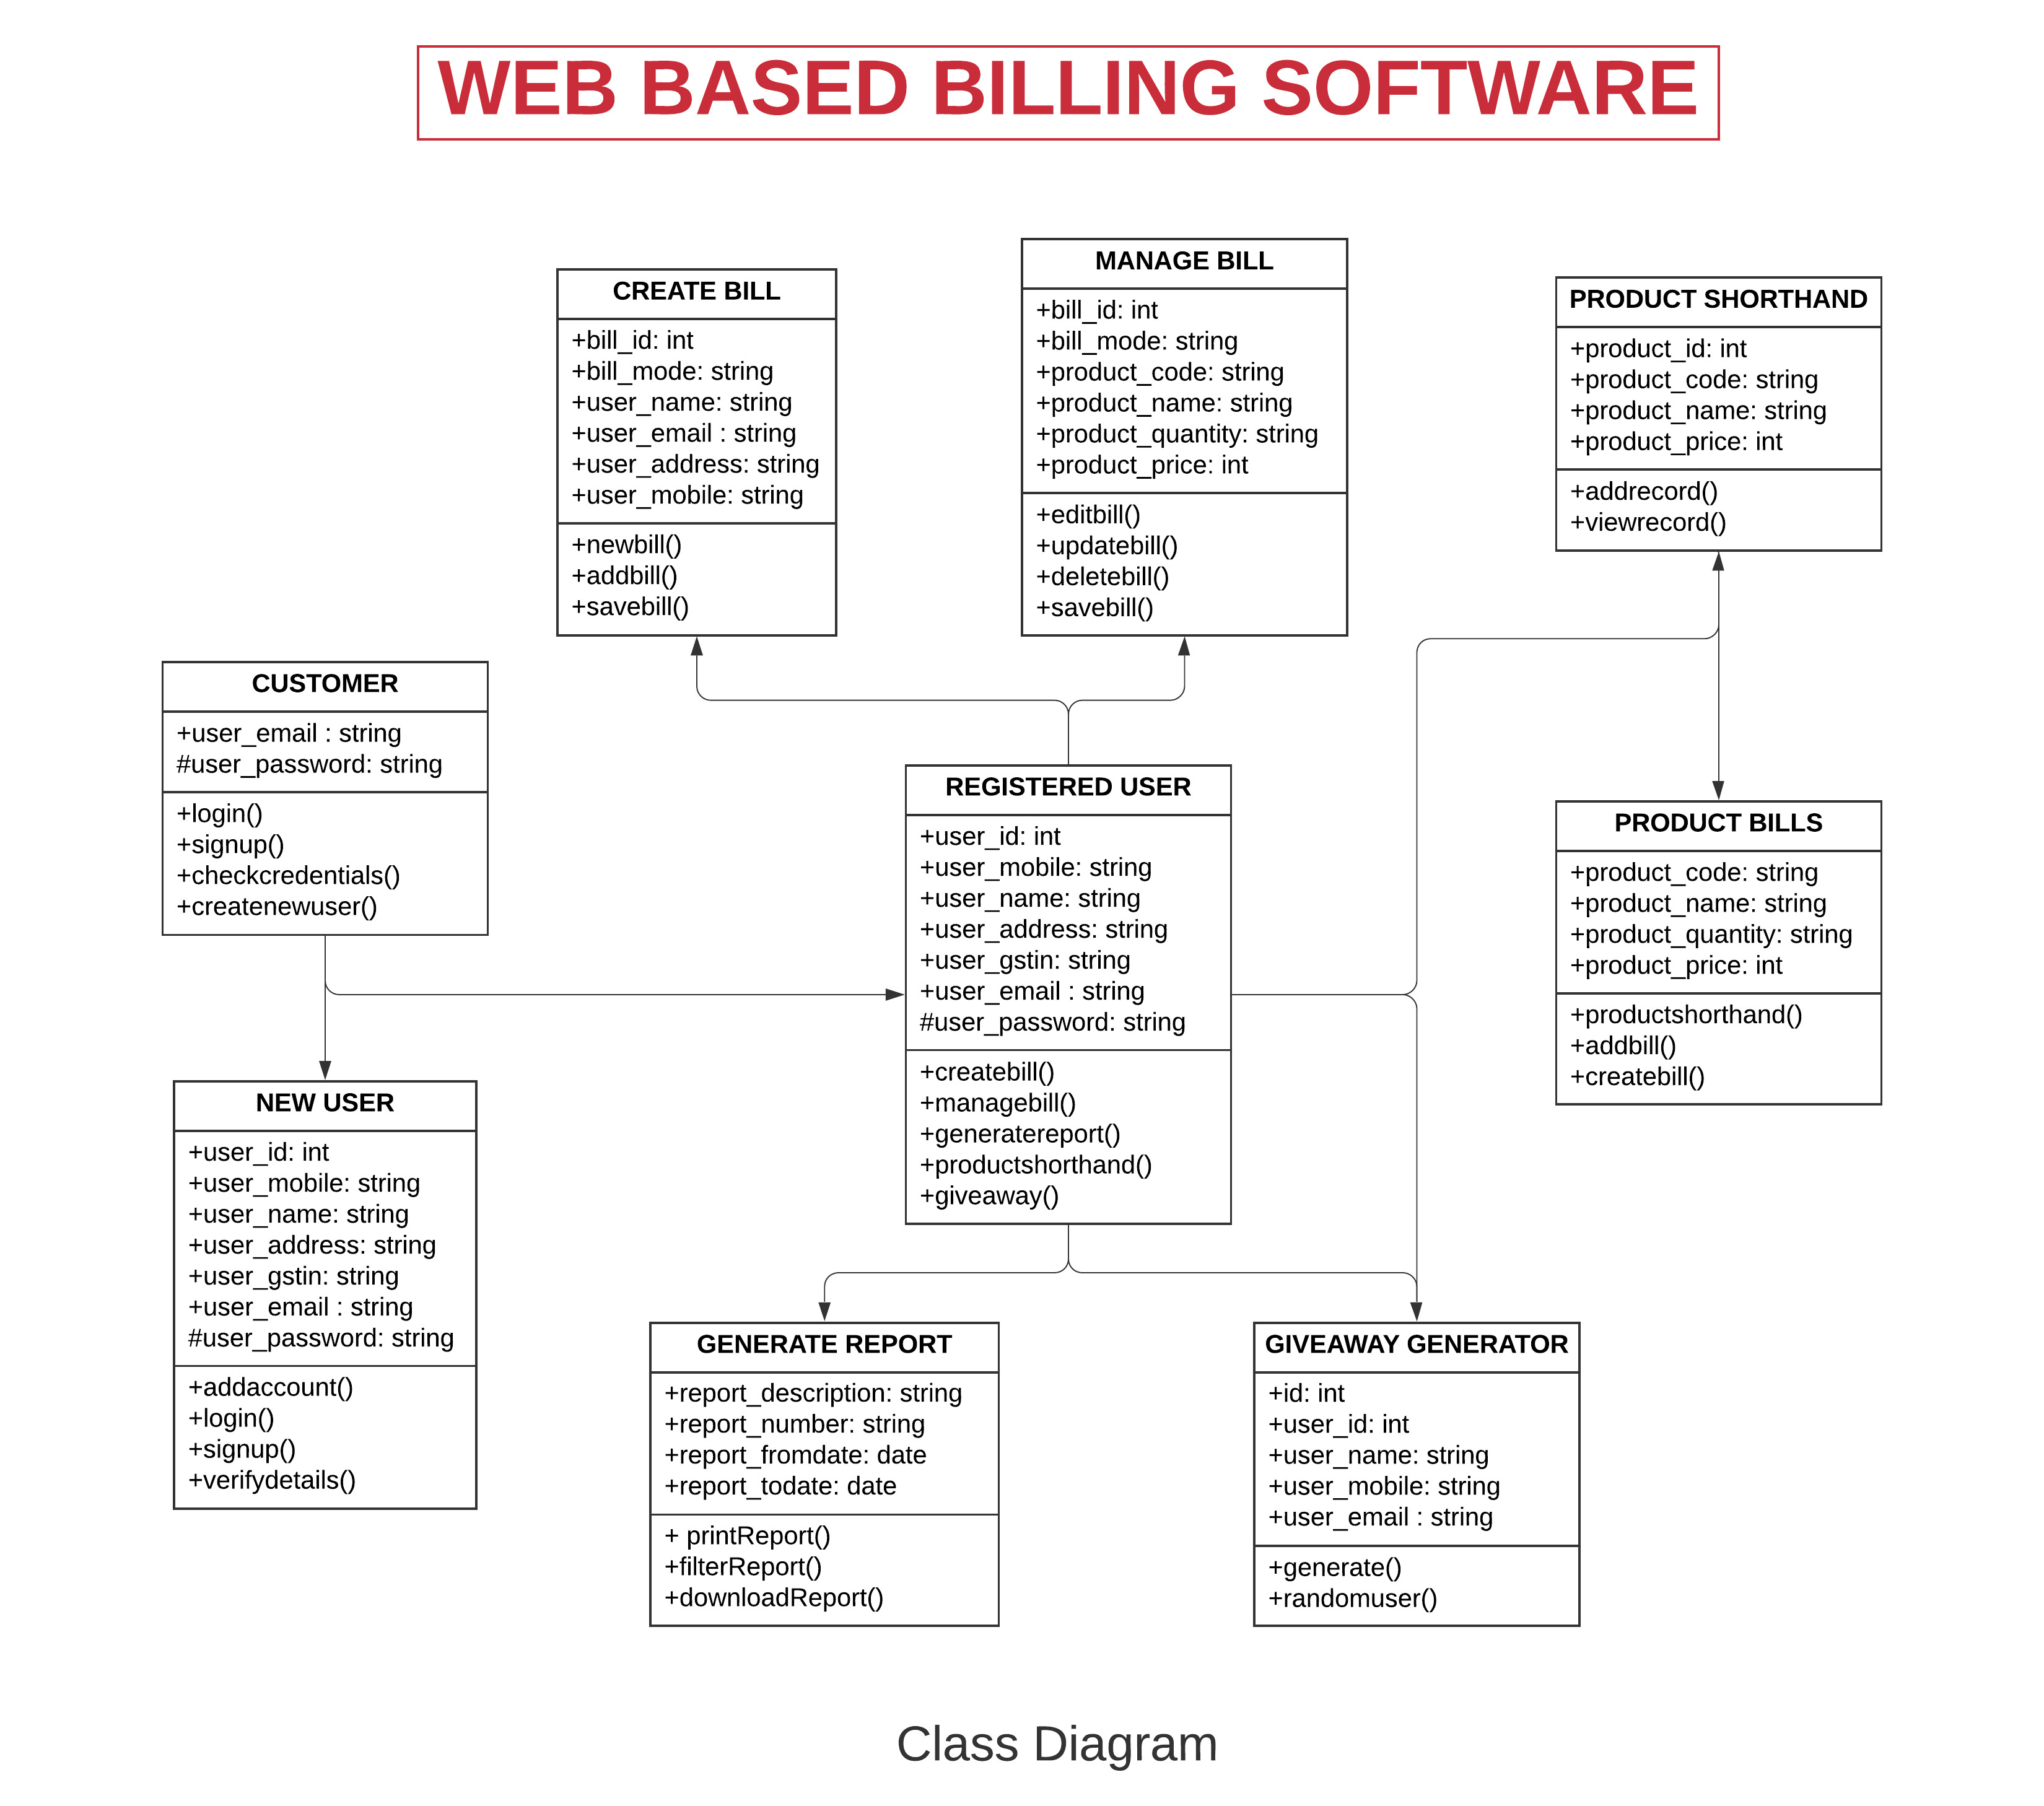 WEB BASED BILLING SOFTWARE
CREATE BILL
+bill_id: int
+bill_mode: string
+user_name: string
+user_email : string
+user_address: string
+user_mobile: string
+newbill()
+addbill()
+savebill()
MANAGE BILL
+bill_id: int
+bill_mode: string
+product_code: string
+product_name: string
+product_quantity: string
+product_price: int
+editbill()
+updatebill()
+deletebill()
+savebill()
PRODUCT SHORTHAND
+product_id: int
+product_code: string
+product_name: string
+product_price: int
+addrecord()
+viewrecord()
CUSTOMER
+user_email : string
#user_password: string
+login()
+signup()
+checkcredentials()
+createnewuser()
REGISTERED USER
+user_id: int
+user_mobile: string
+user_name: string
+user_address: string
+user_gstin: string
+user_email : string
#user_password: string
+createbill()
+managebill()
+generatereport()
+productshorthand()
+giveaway()
PRODUCT BILLS
+product_code: string
+product_name: string
+product_quantity: string
+product_price: int
+productshorthand()
+addbill()
+createbill()
NEW USER
+user_id: int
+user_mobile: string
+user_name: string
+user_address: string
+user_gstin: string
+user_email : string
#user_password: string
+addaccount()
+login()
+signup()
+verifydetails()
GENERATE REPORT
+report_description: string
+report_number: string
+report_fromdate: date
+report_todate: date
+ printReport()
+filterReport()
+downloadReport()
GIVEAWAY GENERATOR
+id: int
+user_id: int
+user_name: string
+user_mobile: string
+user_email : string
+generate()
+randomuser()
Class Diagram